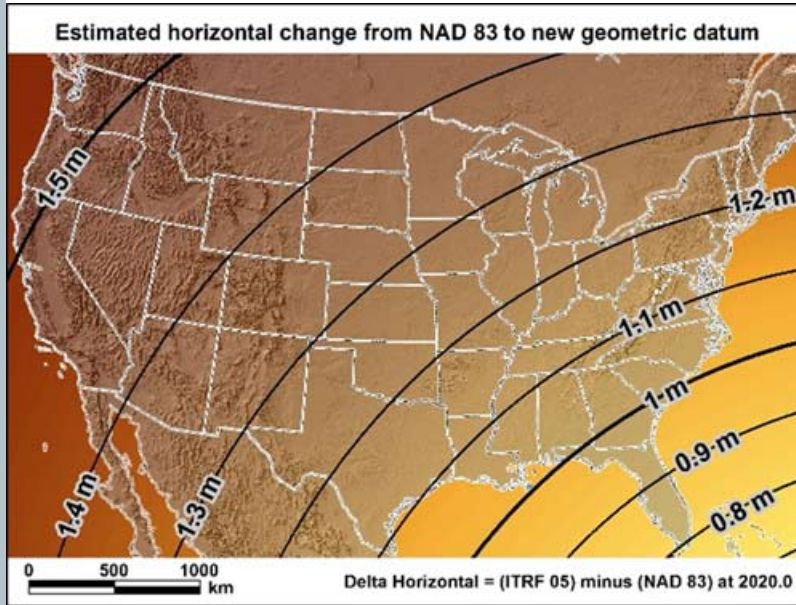 Estimated horizontal change from NAD 83 to new geometric datum
1.5 m
1.2 m
1.1 m
1 m
0.9 m
0.8 m
1.4 m
1.3 m
0 500 1000
km
Delta Horizontal = (ITRF 05) minus (NAD 83) at 2020.0